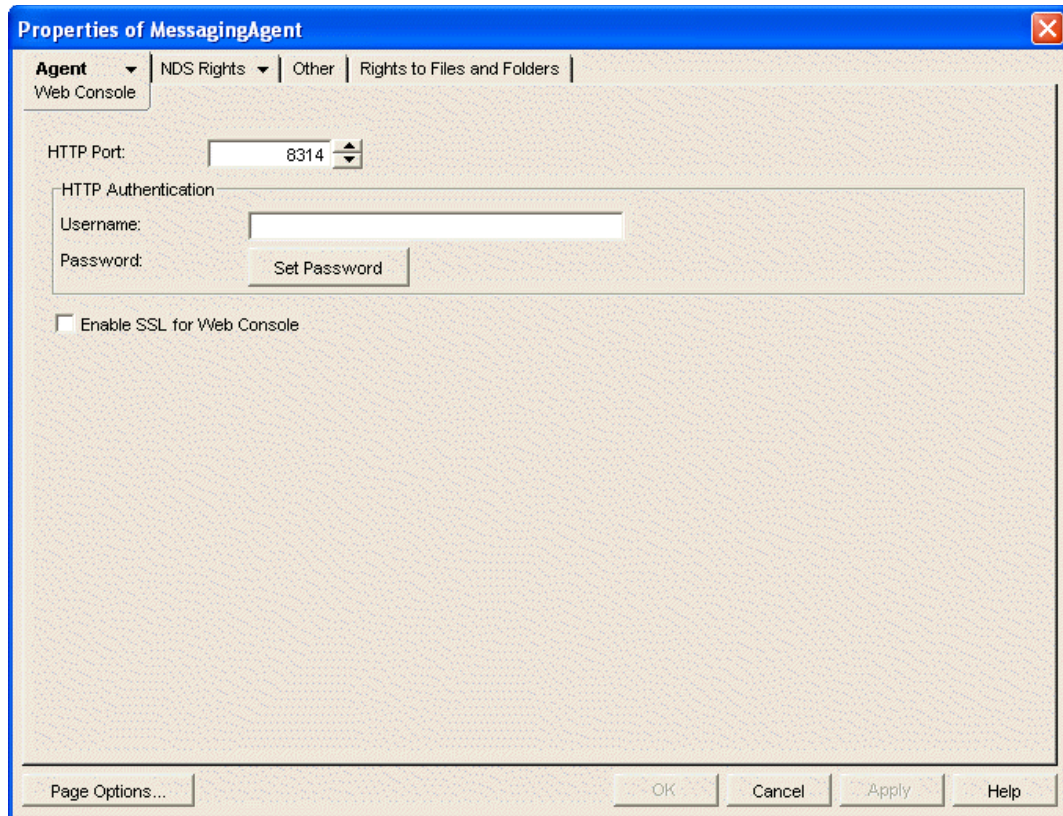 Properties of MessagingAgent
Agent NDS Rights Other Rights to Files and Folders
Web Console
HTTP Port: 8314
HTTP Authentication
Username:
Password: Set Password
Enable SSL for Web Console
Page Options... OK Cancel Apply Help